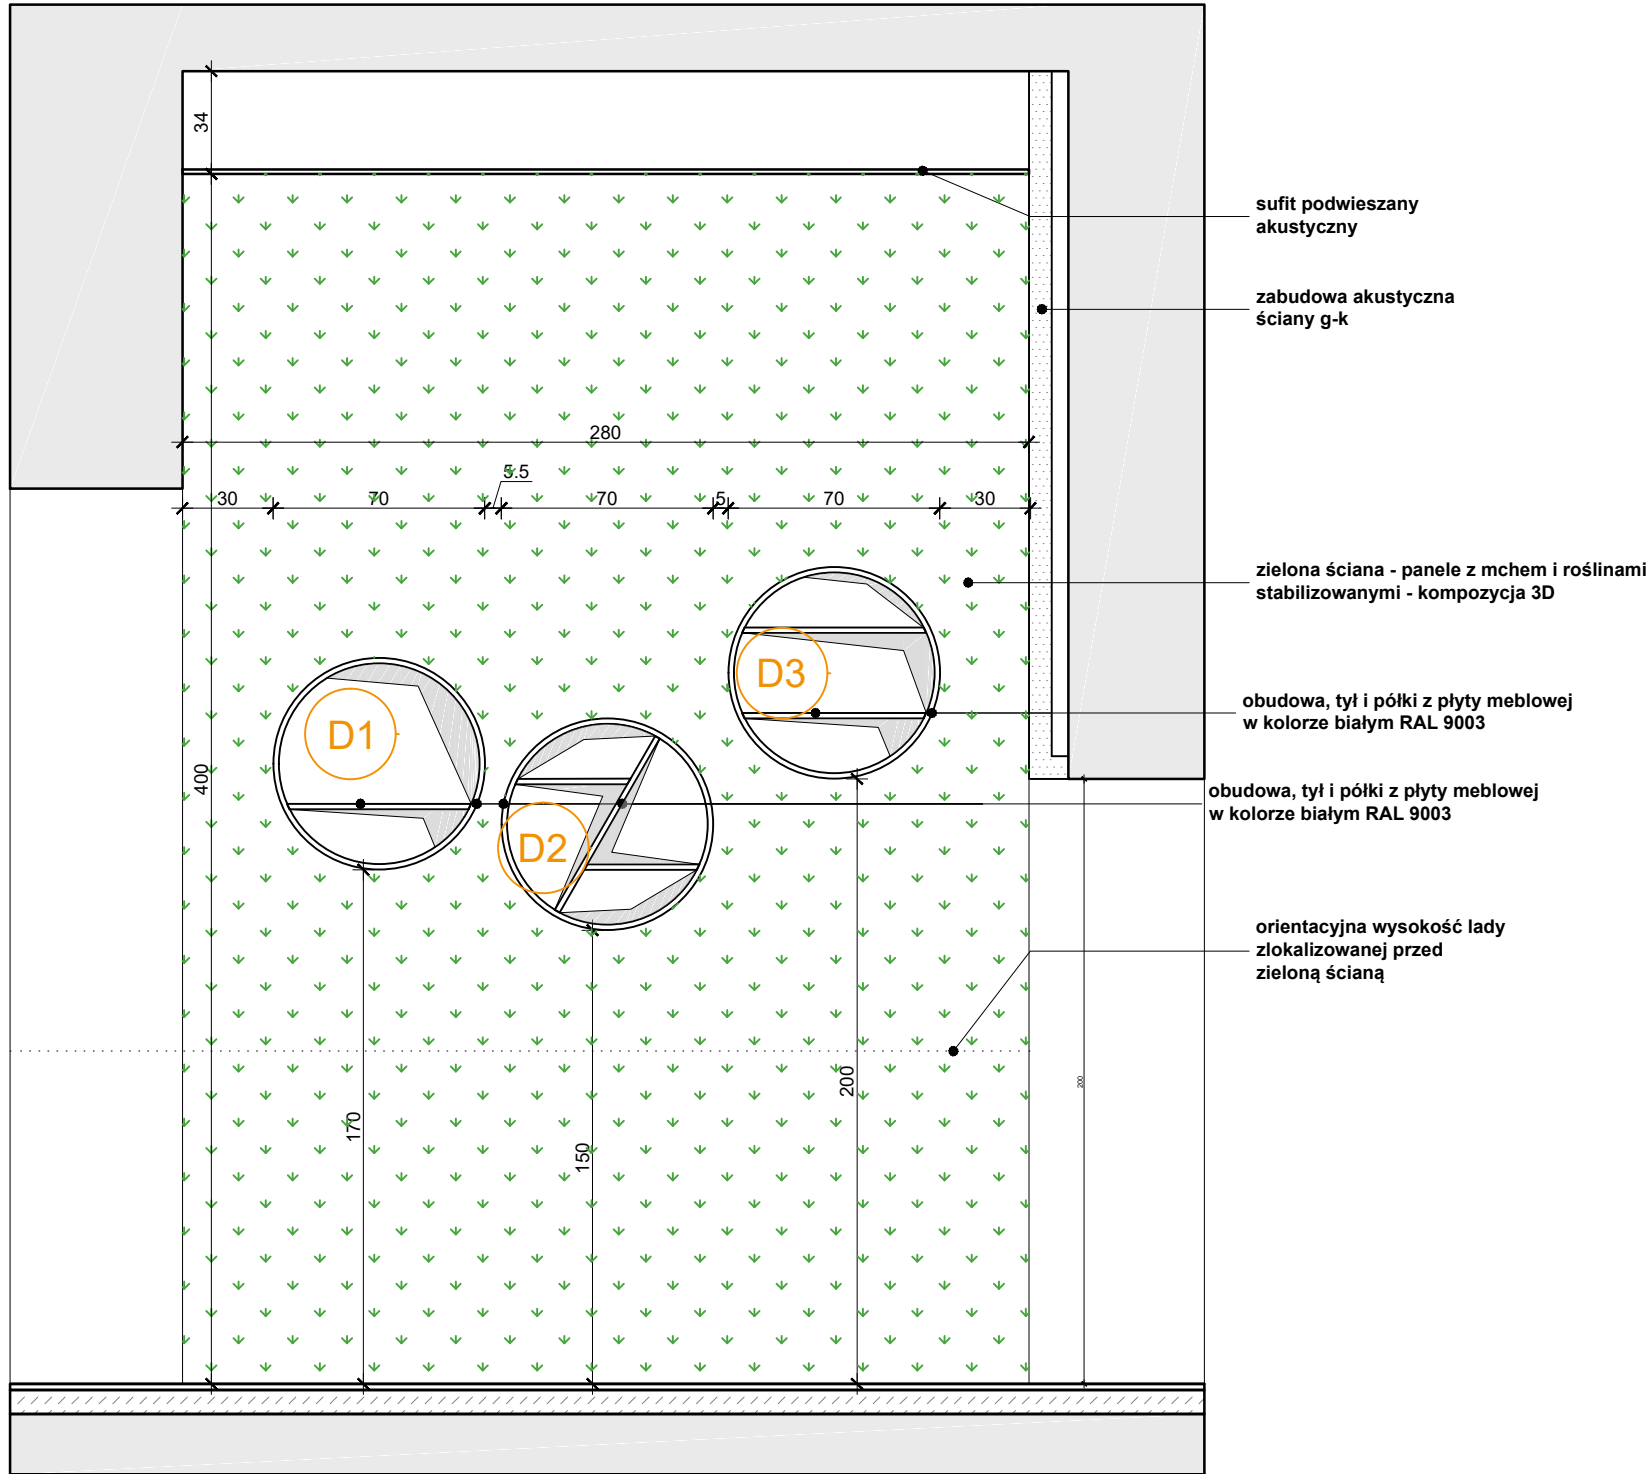 34
sufit podwieszany
akustyczny
zabudowa akustyczna
ściany g-k
280
5.5
30 70 70 5 70 30
zielona ściana - panele z mchem i roślinami
stabilizowanymi - kompozycja 3D
D3
obudowa, tył i półki z płyty meblowej
w kolorze białym RAL 9003
D1
400
obudowa, tył i półki z płyty meblowej
w kolorze białym RAL 9003
D2
orientacyjna wysokość lady
zlokalizowanej przed
zieloną ścianą
200
200
170
150